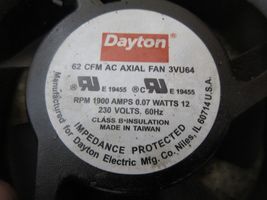 Dayton
62 CFM AC AXIAL FAN 3VU64
E 19455 E 19455
RPM 1900 AMPS 0.07 WATTS 12
230 VOLTS. 60Hz
CLASS B-INSULATION
MADE IN TAIWAN
IMPEDANCE PROTECTED
Manufactured for Dayton Electric Mfg. Co. Niles, IL 60714 U.S.A.